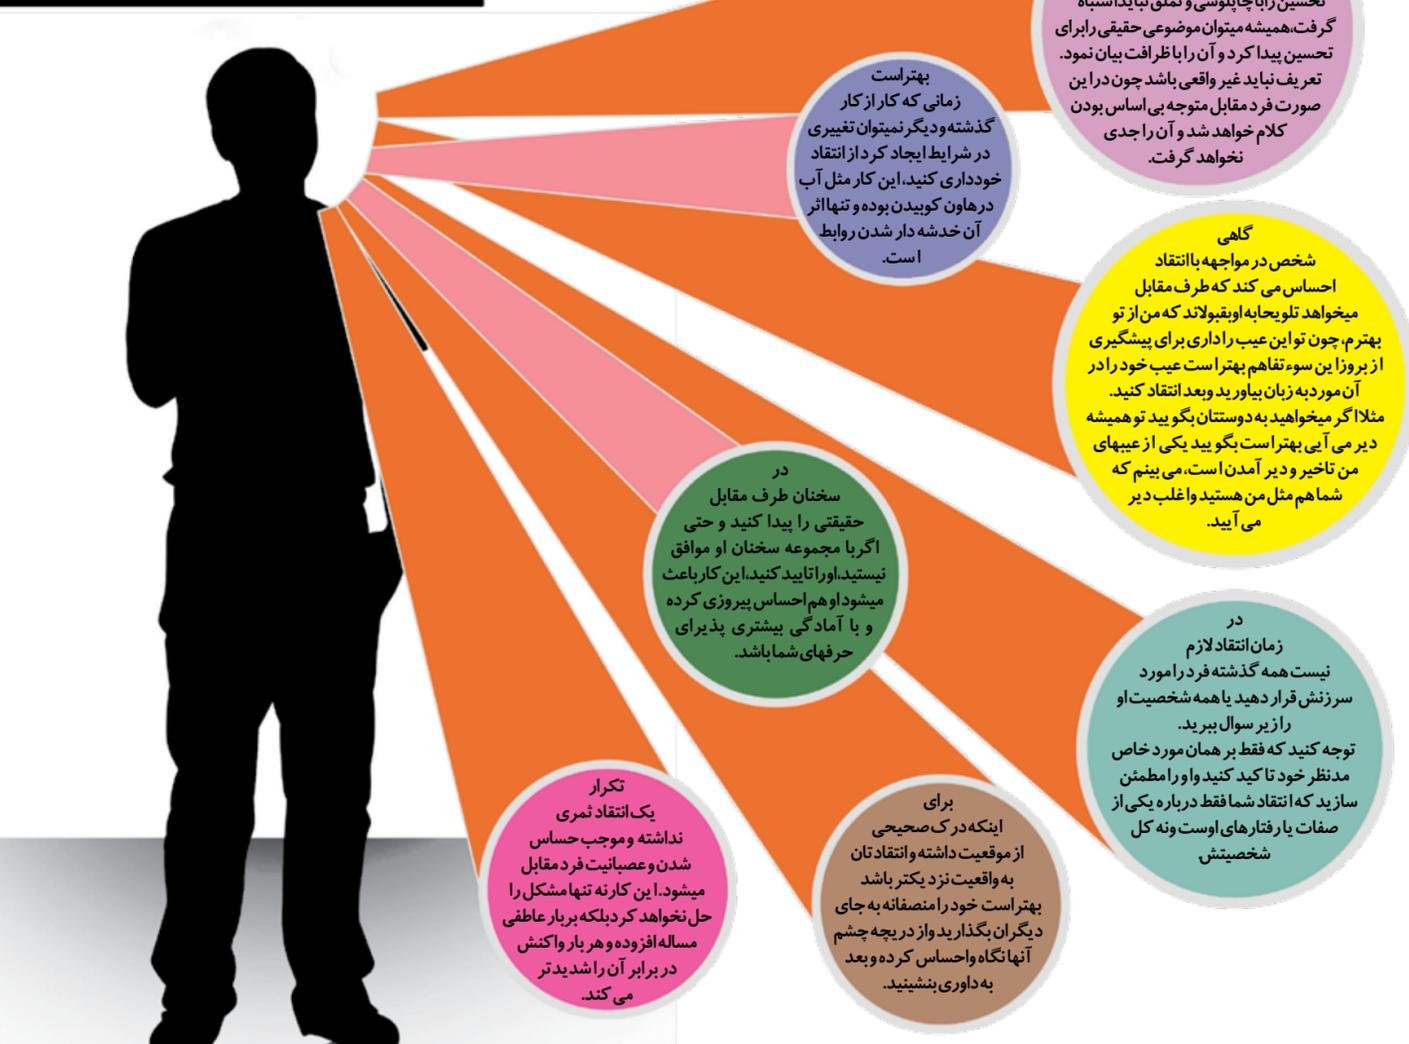 تحسین را با چاپلوسی و تملق نباید اشتباه
گرفت، همیشه میتوان موضوعی حقیقی را برای
تحسین پیدا کرد و آن را با ظرافت بیان نمود.
تعریف نباید غیر واقعی باشد چون در این
صورت فرد مقابل متوجه بی اساس بودن
کلام خواهد شد و آن را جدی
نخواهد گرفت.
بهتر است
زمانی که کار از کار
گذشته و دیگر نمیتوان تغییری
در شرایط ایجاد کرد از انتقاد
خودداری کنید، این کار مثل آب
در هاون کوبیدن بوده و تنها اثر
آن خدشه دار شدن روابط
است.
گاهی
شخص در مواجهه با انتقاد
احساس می کند که طرف مقابل
میخواهد تلویحا به او بقبولاند که من از تو
بهترم، چون تو این عیب را داری برای پیشگیری
از بروز این سوء تفاهم بهتر است عیب خود را در
آن مورد به زبان بیاورید وبعد انتقاد کنید.
مثلا اگر میخواهید به دوستتان بگویید تو همیشه
دیر می آیی بهتر است بگویید یکی از عیبهای
من تاخیر و دیر آمدن است، می بینم که
شما هم مثل من هستید و اغلب دیر
می آیید.
در
سخنان طرف مقابل
حقیقتی را پیدا کنید و حتی
اگر با مجموعه سخنان او موافق
نیستید، او را تایید کنید، این کار باعث
میشود او هم احساس پیروزی کرده
و با آمادگی بیشتری پذیرای
حرفهای شما باشد.
در
زمان انتقاد لازم
نیست همه گذشته فرد را مورد
سرزنش قرار دهید یا همه شخصیت او
را زیر سوال ببرید.
توجه کنید که فقط بر همان مورد خاص
مدنظر خود تاکید کنید و او را مطمئن
سازید که انتقاد شما فقط درباره یکی از
صفات یا رفتارهای اوست ونه کل
شخصیتش.
برای
اینکه درک صحیحی
از موقعیت داشته و انتقادتان
به واقعیت نزدیکتر باشد
بهتر است خود را منصفانه به جای
دیگران بگذارید واز دریچه چشم
آنها نگاه واحساس کرده و بعد
به داوری بنشینید.
تکرار
یک انتقاد ثمری
نداشته و موجب حساس
شدن و عصبانیت فرد مقابل
میشود. این کار نه تنها مشکل را
حل نخواهد کرد بلکه بر بار عاطفی
مساله افزوده و هر بار واکنش
در برابر آن را شدیدتر
می کند.